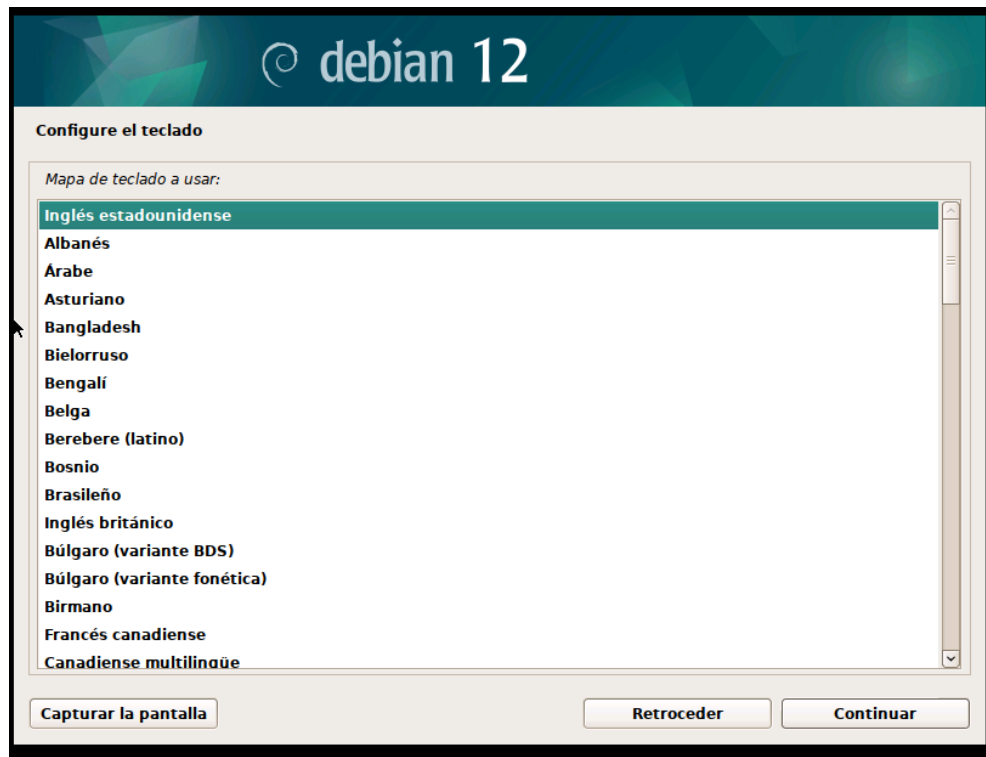 debian 12
Configure el teclado
Mapa de teclado a usar:
Inglés estadounidense
Albanés
Árabe
Asturiano
Bangladesh
Bielorruso
Bengalí
Belga
Berebere (latino)
Bosnio
Brasileño
Inglés británico
Búlgaro (variante BDS)
Búlgaro (variante fonética)
Birmano
Francés canadiense
Canadiense multilingüe
Capturar la pantalla
Retroceder
Continuar